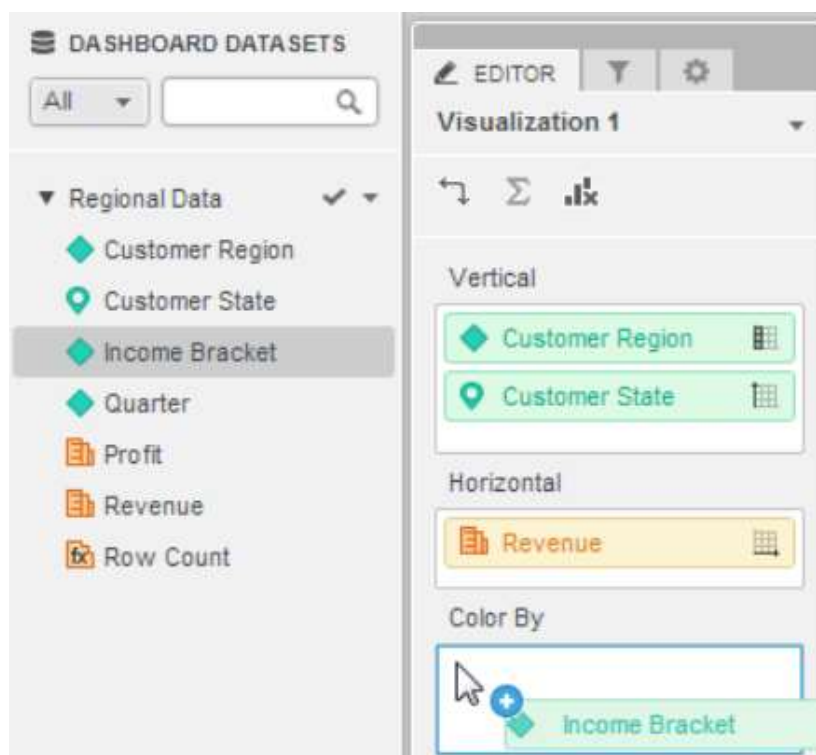 DASHBOARD DATASETS
All
Regional Data
Customer Region
Customer State
Income Bracket
Quarter
Profit
Revenue
fx Row Count
EDITOR
Visualization 1
Σ
Vertical
Customer Region
Customer State
Horizontal
Revenue
Color By
Income Bracket